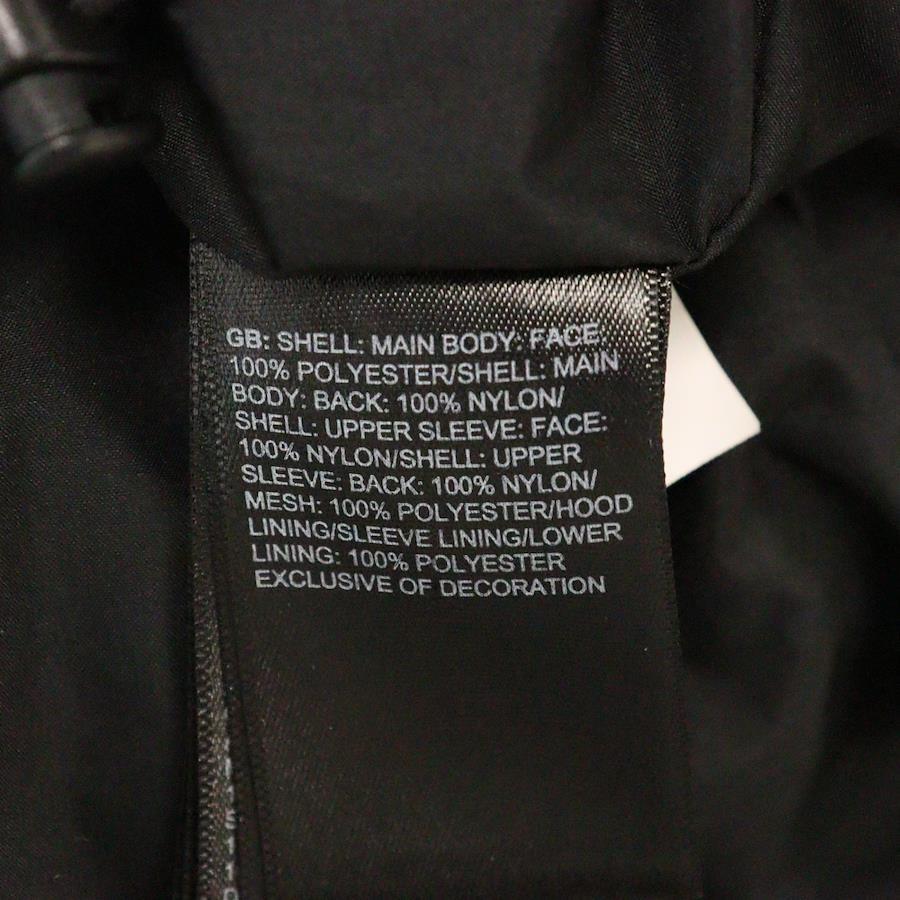 GB: SHELL: MAIN BODY: FACE:
100% POLYESTER/SHELL: MAIN
BODY: BACK: 100% NYLON/
SHELL: UPPER SLEEVE: FACE:
100% NYLON/SHELL: UPPER
SLEEVE: BACK: 100% NYLON/
MESH: 100% POLYESTER/HOOD
LINING/SLEEVE LINING/LOWER
LINING: 100% POLYESTER
EXCLUSIVE OF DECORATION